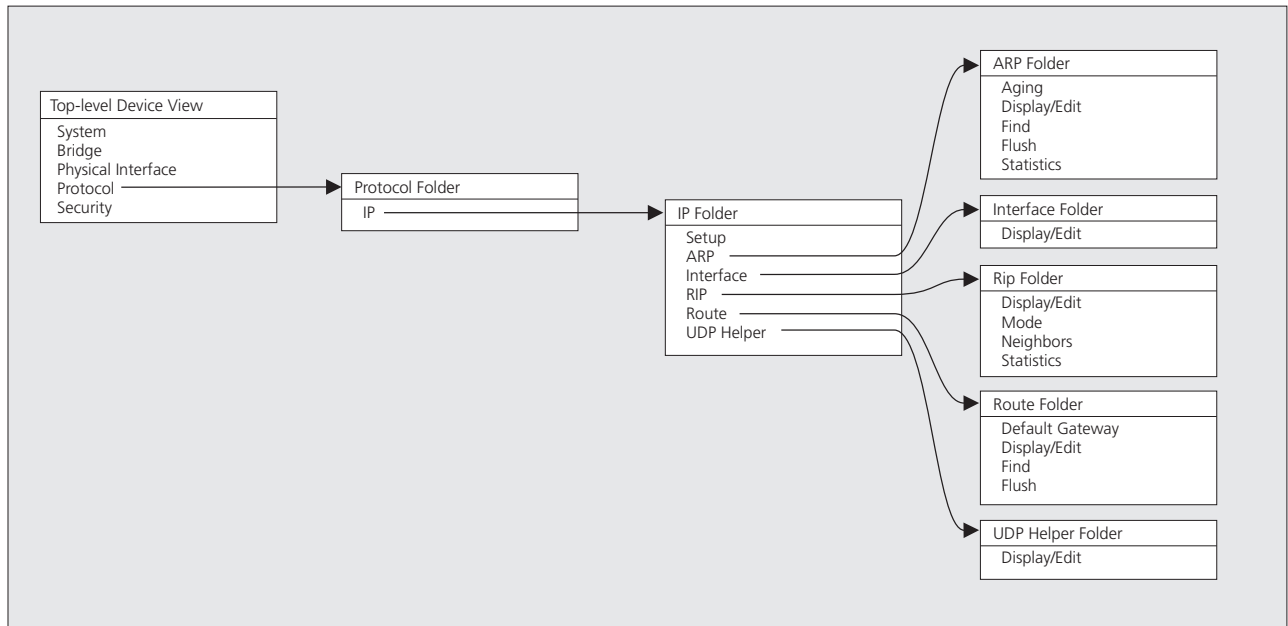 Top-level Device View
System
Bridge
Physical Interface
Protocol
Security
Protocol Folder
IP
IP Folder
Setup
ARP
Interface
RIP
Route
UDP Helper
ARP Folder
Aging
Display/Edit
Find
Flush
Statistics
Interface Folder
Display/Edit
Rip Folder
Display/Edit
Mode
Neighbors
Statistics
Route Folder
Default Gateway
Display/Edit
Find
Flush
UDP Helper Folder
Display/Edit